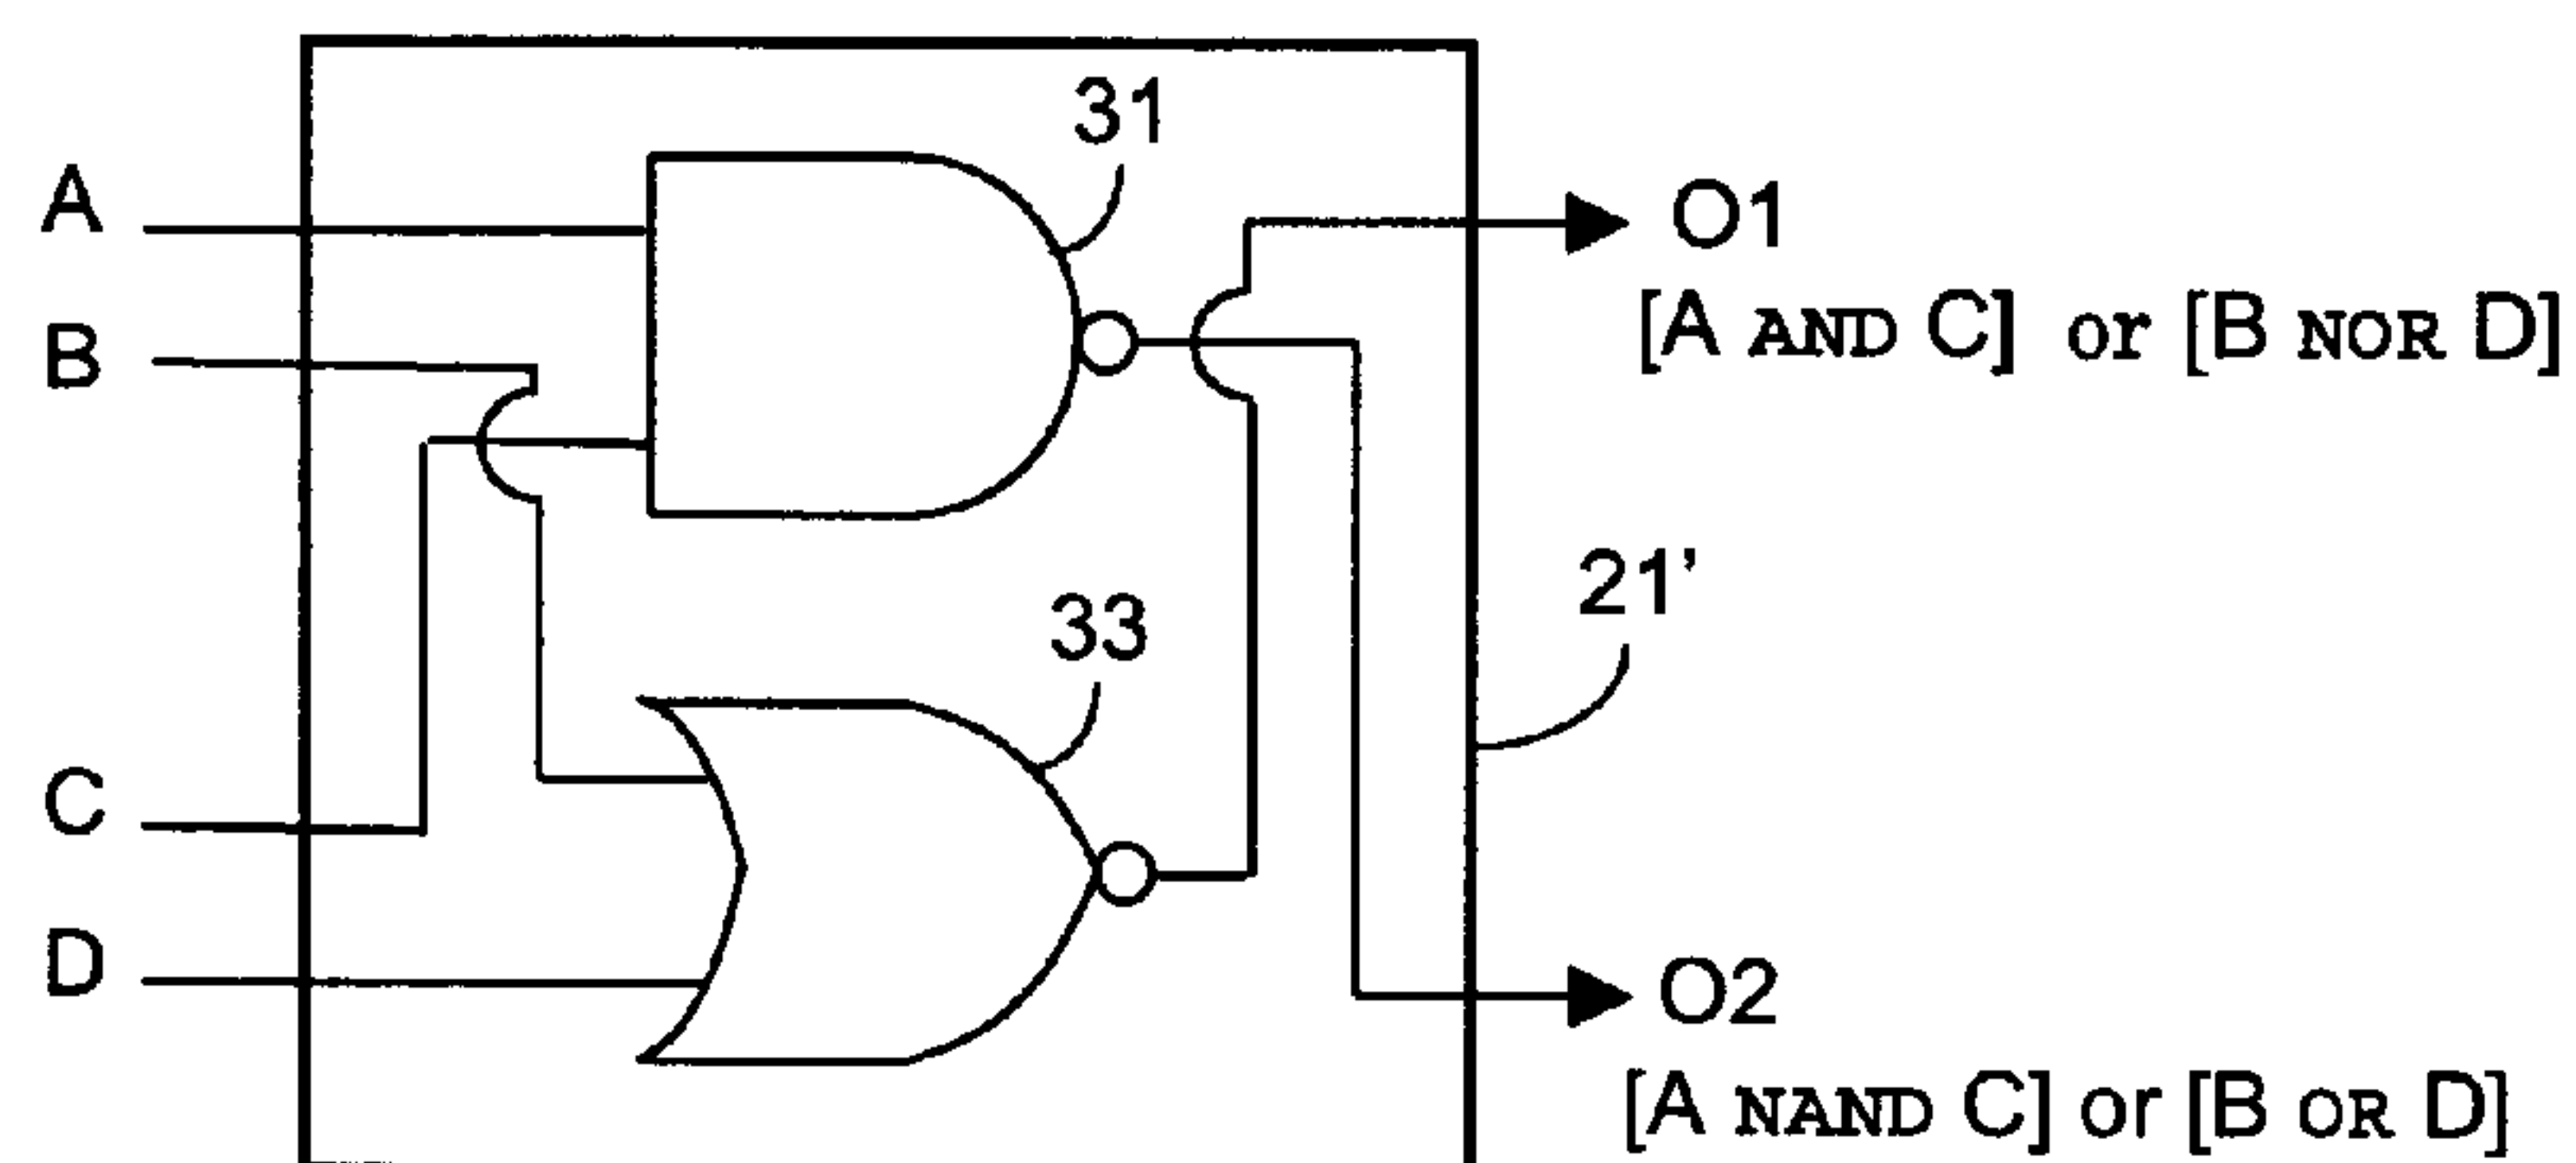 31
A
O1
[A AND C] or [B NOR D]
B
21'
33
C
D
O2
[A NAND C] or [B OR D]